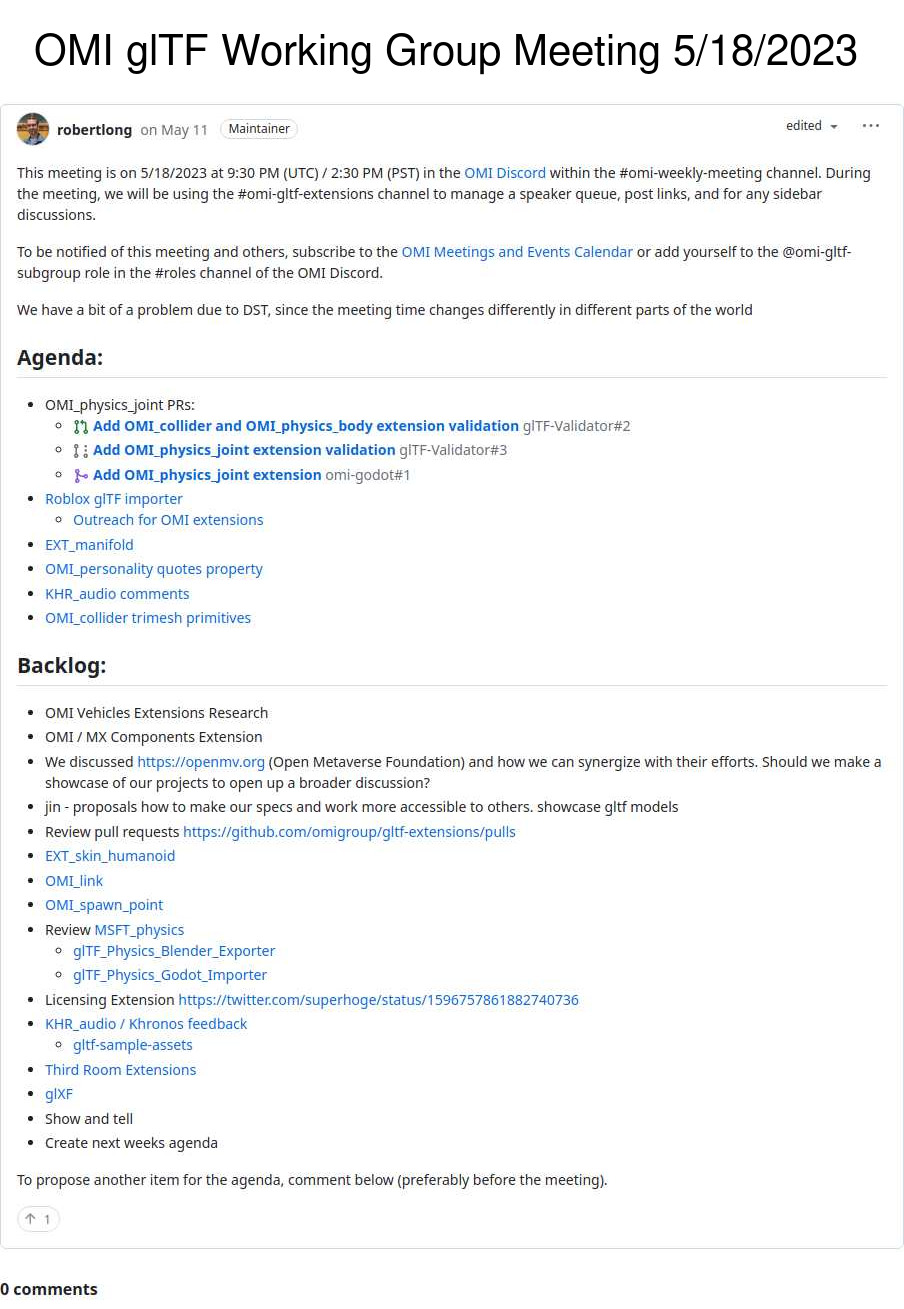 OMI glTF Working Group Meeting 5/18/2023
robertlong on May 11 Maintainer edited
This meeting is on 5/18/2023 at 9:30 PM (UTC) / 2:30 PM (PST) in the OMI Discord within the #omi-weekly-meeting channel. During
the meeting, we will be using the #omi-gltf-extensions channel to manage a speaker queue, post links, and for any sidebar
discussions.
To be notified of this meeting and others, subscribe to the OMI Meetings and Events Calendar or add yourself to the @omi-gltf-
subgroup role in the #roles channel of the OMI Discord.
We have a bit of a problem due to DST, since the meeting time changes differently in different parts of the world
Agenda:
OMI_physics_joint PRs:
Add OMI_collider and OMI_physics_body extension validation glTF-Validator#2
Add OMI_physics_joint extension validation glTF-Validator#3
Add OMI_physics_joint extension omi-godot#1
Roblox glTF importer
Outreach for OMI extensions
EXT_manifold
OMI_personality quotes property
KHR_audio comments
OMI_collider trimesh primitives
Backlog:
OMI Vehicles Extensions Research
OMI / MX Components Extension
We discussed https://openmv.org (Open Metaverse Foundation) and how we can synergize with their efforts. Should we make a
showcase of our projects to open up a broader discussion?
jin - proposals how to make our specs and work more accessible to others. showcase gltf models
Review pull requests https://github.com/omigroup/gltf-extensions/pulls
EXT_skin_humanoid
OMI_link
OMI_spawn_point
Review MSFT_physics
glTF_Physics_Blender_Exporter
glTF_Physics_Godot_Importer
Licensing Extension https://twitter.com/superhoge/status/1596757861882740736
KHR_audio / Khronos feedback
gltf-sample-assets
Third Room Extensions
glXF
Show and tell
Create next weeks agenda
To propose another item for the agenda, comment below (preferably before the meeting).
1
0 comments